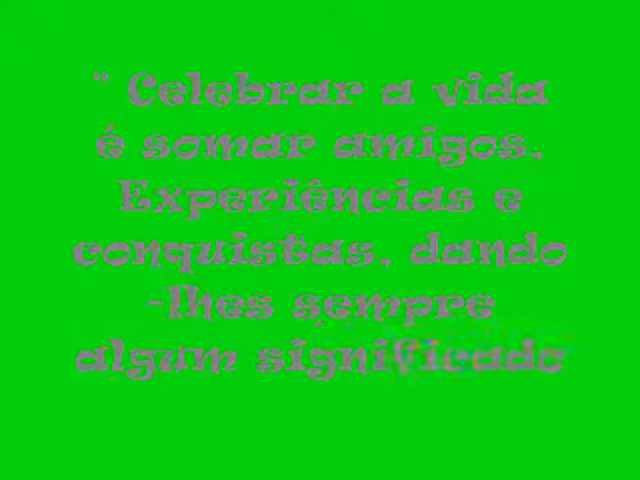 " Celebrar a vida
é somar amigos,
Experiências e
conquistas, dando
-lhes sempre
algum significado